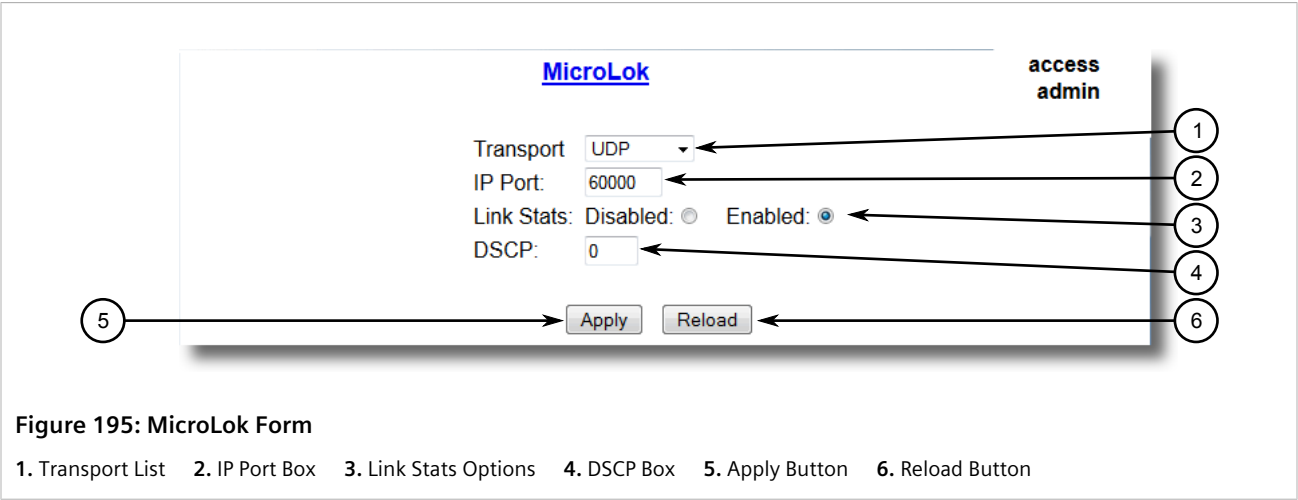 MicroLok
access
admin
Transport UDP
1
IP Port: 60000
2
Link Stats: Disabled: Enabled:
3
DSCP: 0
4
5
Apply Reload
6
Figure 195: MicroLok Form
1. Transport List 2. IP Port Box 3. Link Stats Options 4. DSCP Box 5. Apply Button 6. Reload Button